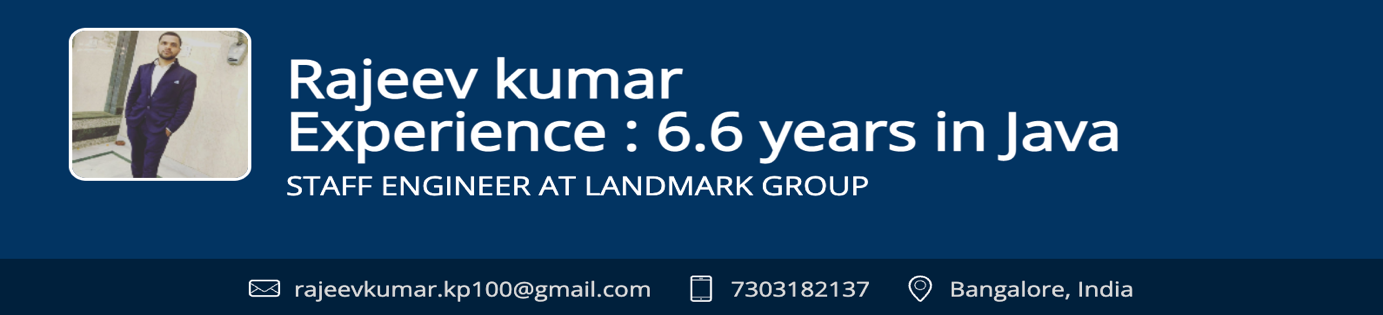 Rajeev kumar
Experience : 6.6 years in Java
STAFF ENGINEER AT LANDMARK GROUP
rajeevkumar.kp100@gmail.com 7303182137 Bangalore, India